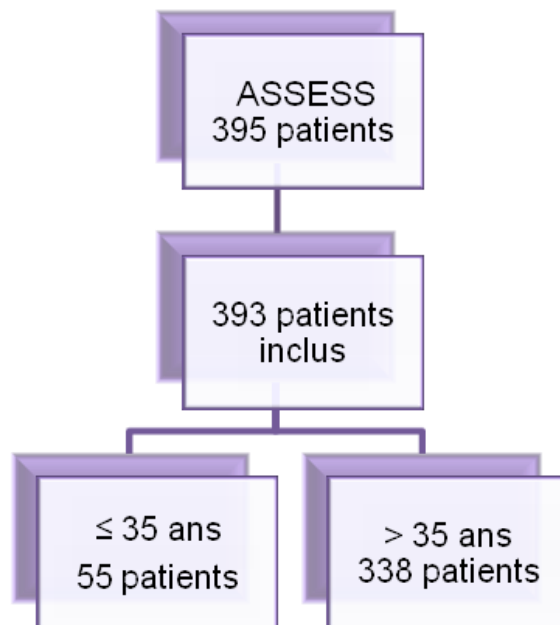 ASSESS
395 patients
393 patients
inclus
≤ 35 ans
55 patients
> 35 ans
338 patients